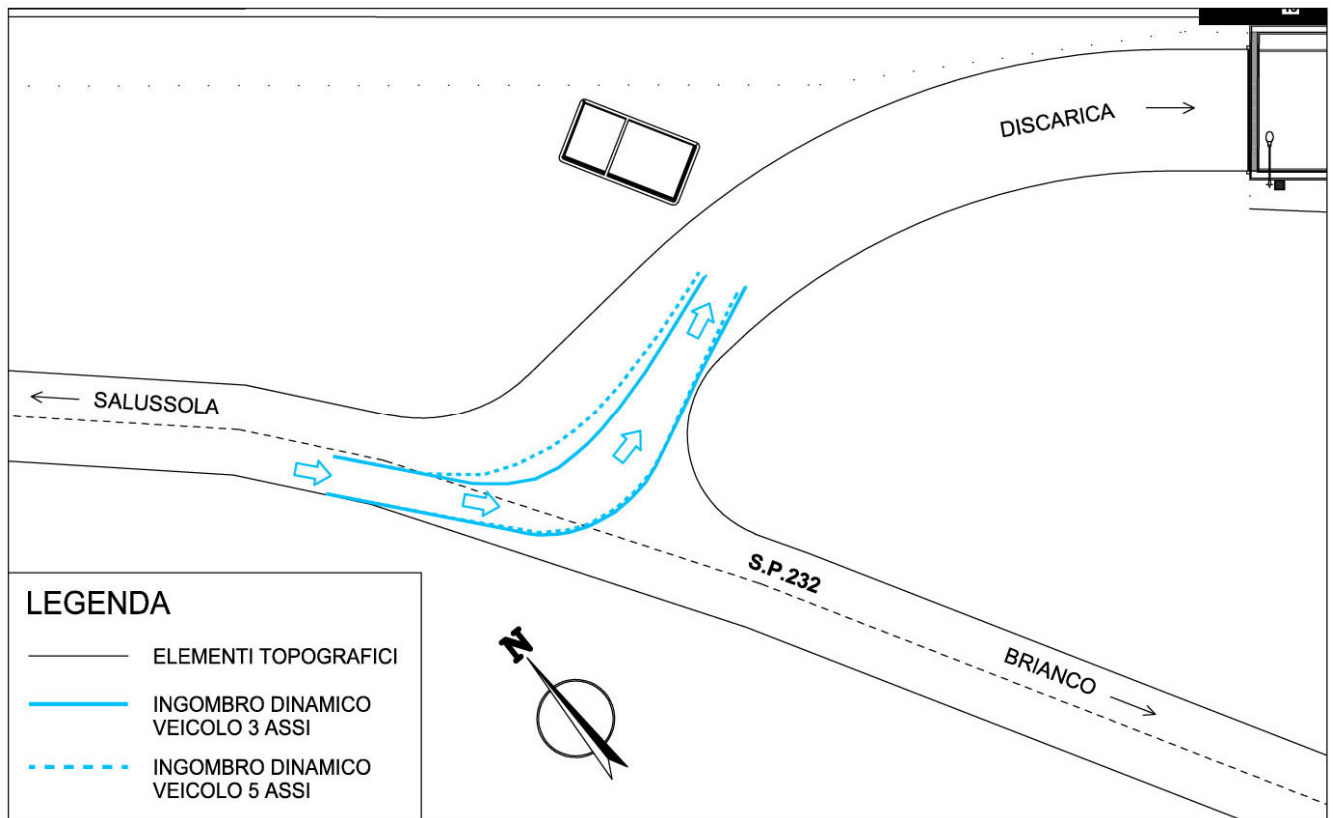 DISCARICA
SALUSSOLA
S.P.232
BRIANCO
N
LEGENDA
ELEMENTI TOPOGRAFICI
INGOMBRO DINAMICO
VEICOLO 3 ASSI
INGOMBRO DINAMICO
VEICOLO 5 ASSI